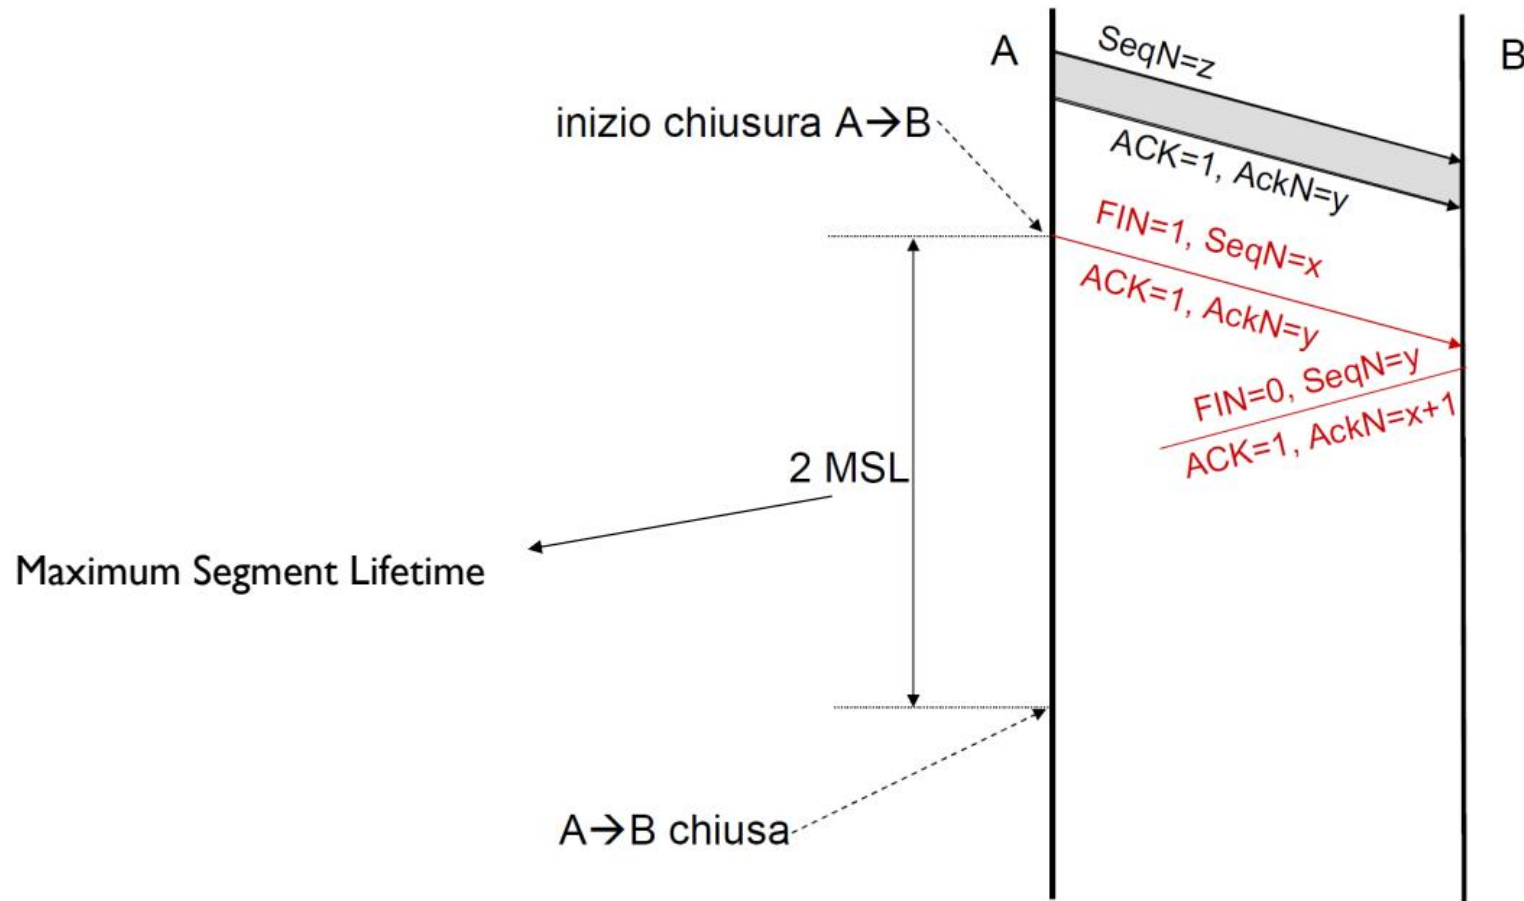 A
B
SeqN=z
inizio chiusura A→B
ACK=1, AckN=y
FIN=1, SeqN=x
ACK=1, AckN=y
FIN=0, SeqN=y
ACK=1, AckN=x+1
2 MSL
Maximum Segment Lifetime
A→B chiusa